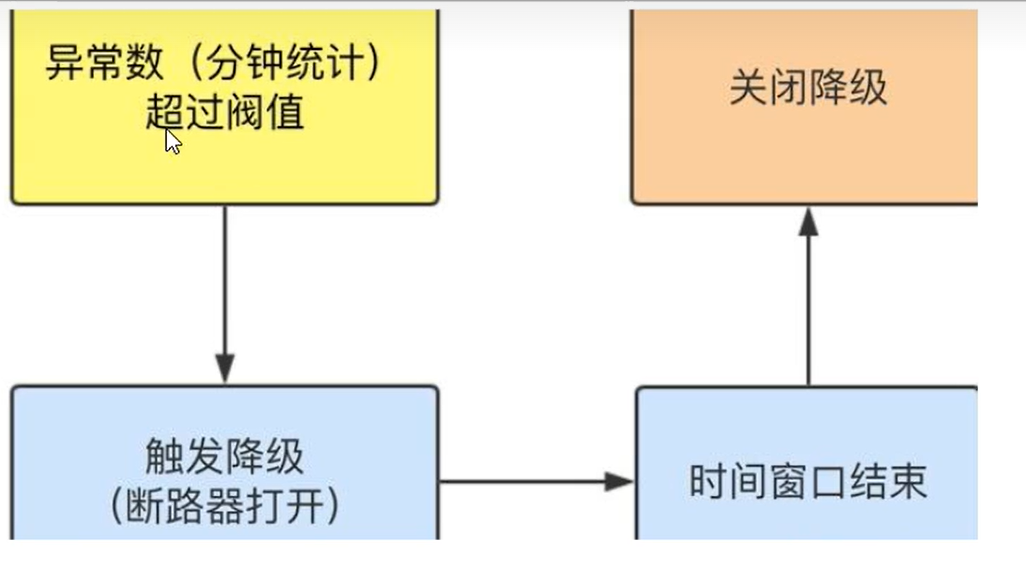 异常数（分钟统计）
超过阀值
关闭降级
触发降级
（断路器打开）
时间窗口结束